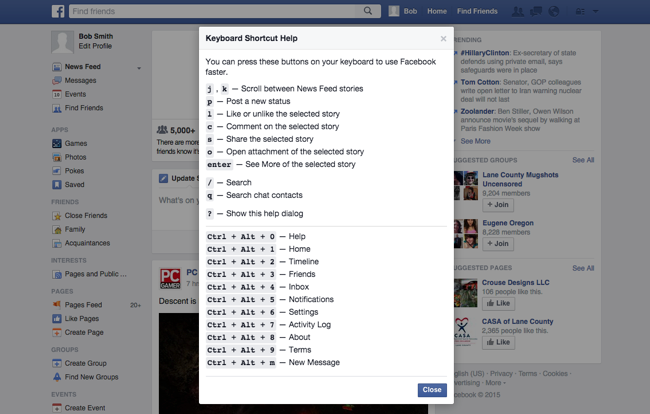 Find friends
Bob
Home
Find Friends
Bob Smith
Edit Profile
News Feed
Messages
Events
Find Friends
APPS
Games
Photos
Pokes
Saved
FRIENDS
Close Friends
Family
Acquaintances
INTERESTS
Pages and Public ...
PAGES
Pages Feed 20+
Like Pages
Create Page
GROUPS
Create Group
Find New Groups
EVENTS
Create Event
5,000+
There are more
friends know it's
Update S
What's on y
PC GAMER
PC
7 hr
Descent is
Keyboard Shortcut Help ×
You can press these buttons on your keyboard to use Facebook
faster.
j , k — Scroll between News Feed stories
p — Post a new status
l — Like or unlike the selected story
c — Comment on the selected story
s — Share the selected story
o — Open attachment of the selected story
enter — See More of the selected story
/ — Search
q — Search chat contacts
? — Show this help dialog
Ctrl + Alt + 0 — Help
Ctrl + Alt + 1 — Home
Ctrl + Alt + 2 — Timeline
Ctrl + Alt + 3 — Friends
Ctrl + Alt + 4 — Inbox
Ctrl + Alt + 5 — Notifications
Ctrl + Alt + 6 — Settings
Ctrl + Alt + 7 — Activity Log
Ctrl + Alt + 8 — About
Ctrl + Alt + 9 — Terms
Ctrl + Alt + m — New Message
Close
RENDING
#HillaryClinton: Ex-secretary of state
defends using private email, says
safeguards were in place
Tom Cotton: Senator, GOP colleagues
write open letter to Iran warning nuclear
deal will not last
Zoolander: Ben Stiller, Owen Wilson
announce movie's sequel by walking at
Paris Fashion Week show
See More
UGGESTED GROUPS See All
Lane County Mugshots
Uncensored
9,204 members
+ Join
Eugene Oregon
8,228 members
+ Join
UGGESTED PAGES See All
Crouse Designs LLC
106 people like this.
Like
CASA of Lane County
2,365 people like this.
Like
CASA
nglish (US) · Privacy · Terms · Cookies ·
vertising · More
cebook © 2015